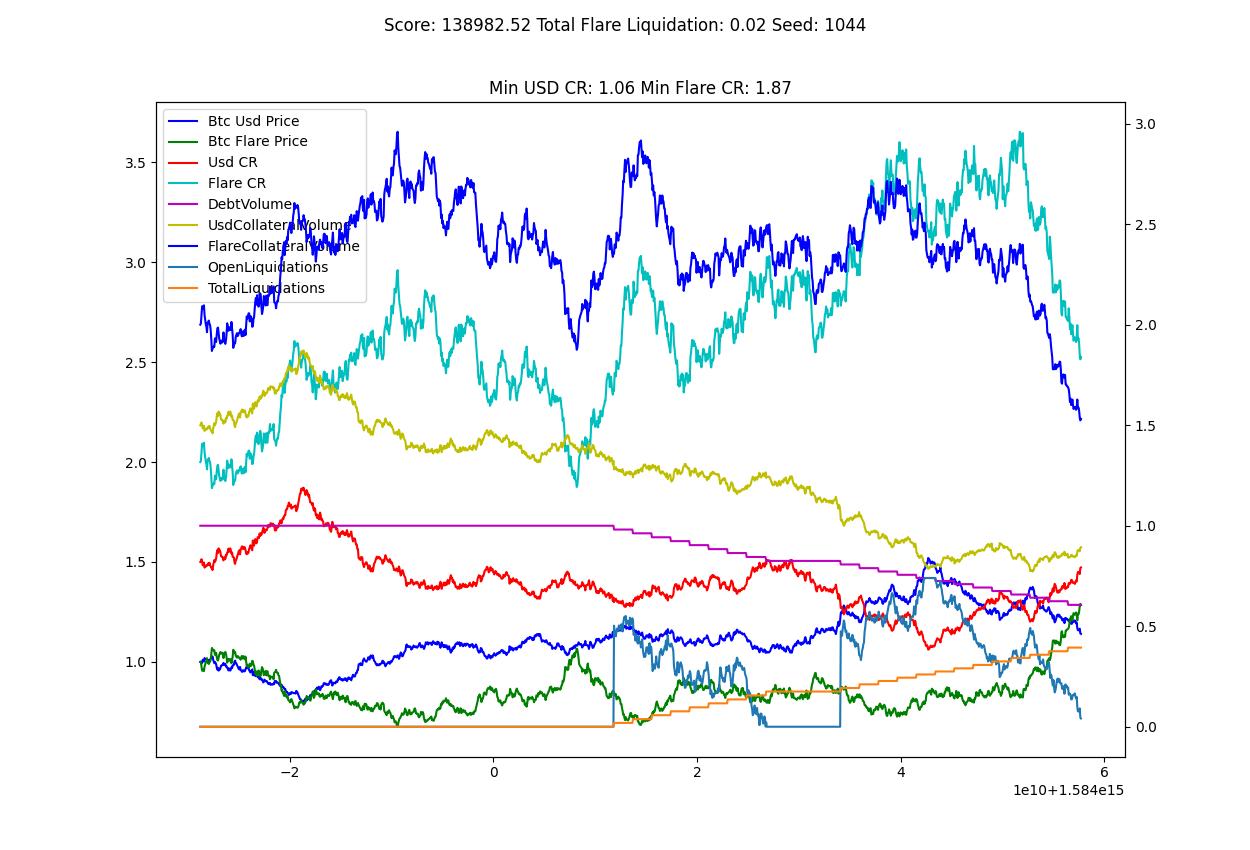 Score: 138982.52 Total Flare Liquidation: 0.02 Seed: 1044
Min USD CR: 1.06 Min Flare CR: 1.87
Btc Usd Price
Btc Flare Price
Usd CR
Flare CR
DebtVolume
UsdCollateralVolume
FlareCollateralVolume
OpenLiquidations
TotalLiquidations
3.5
3.0
2.5
2.0
1.5
1.0
3.0
2.5
2.0
1.5
1.0
0.5
0.0
−2 0 2 4 6
1e10+1.584e15